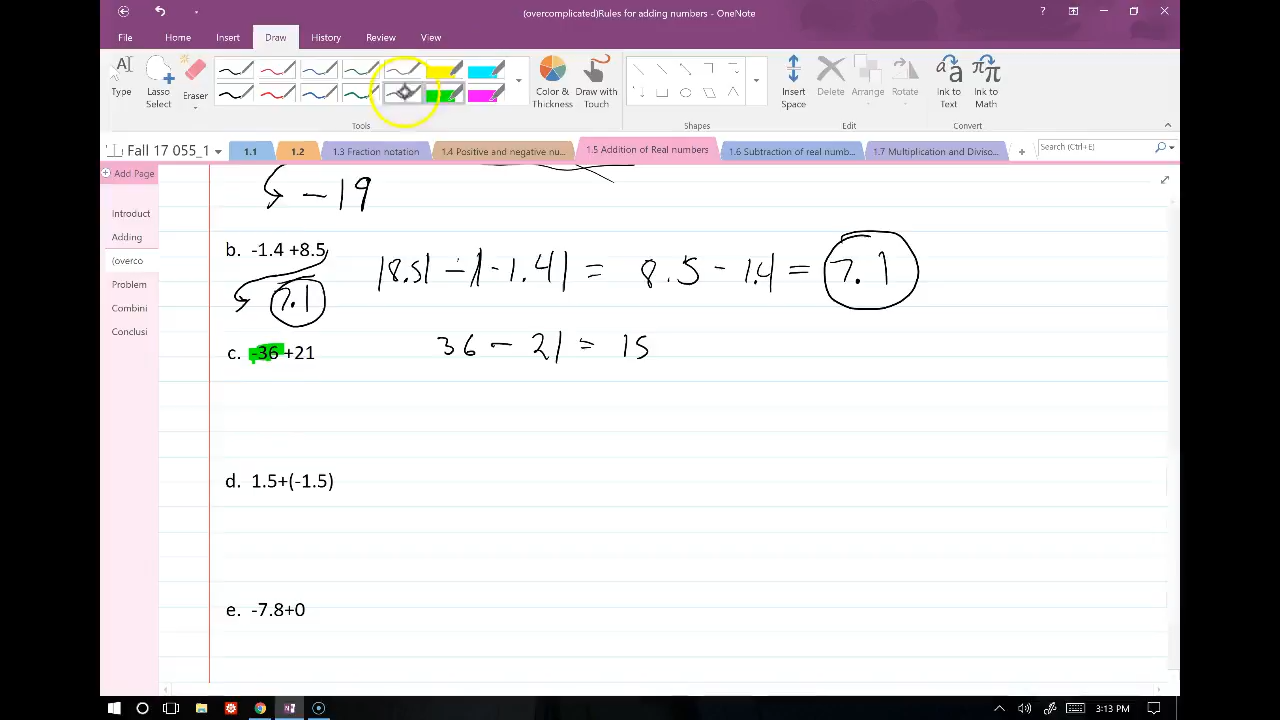 (overcomplicated)Rules for adding numbers - OneNote
File Home Insert Draw History Review View
Type Lasso Select Eraser Color & Thickness Draw with Touch Insert Space Delete Arrange Rotate Ink to Text Ink to Math
Tools Shapes Edit Convert
Fall 17 055_1 1.1 1.2 1.3 Fraction notation 1.4 Positive and negative nu... 1.5 Addition of Real numbers 1.6 Subtraction of real numb... 1.7 Multiplication and Diviso... Search (Ctrl+E)
Add Page
Introduct
Adding
(overco
Problem
Combini
Conclusi
-19
b. -1.4 +8.5 |8.5| - |-1.4| = 8.5 - 1.4 = 7.1
7.1
c. -36 +21 36 - 21 = 15
d. 1.5+(-1.5)
e. -7.8+0
3:13 PM